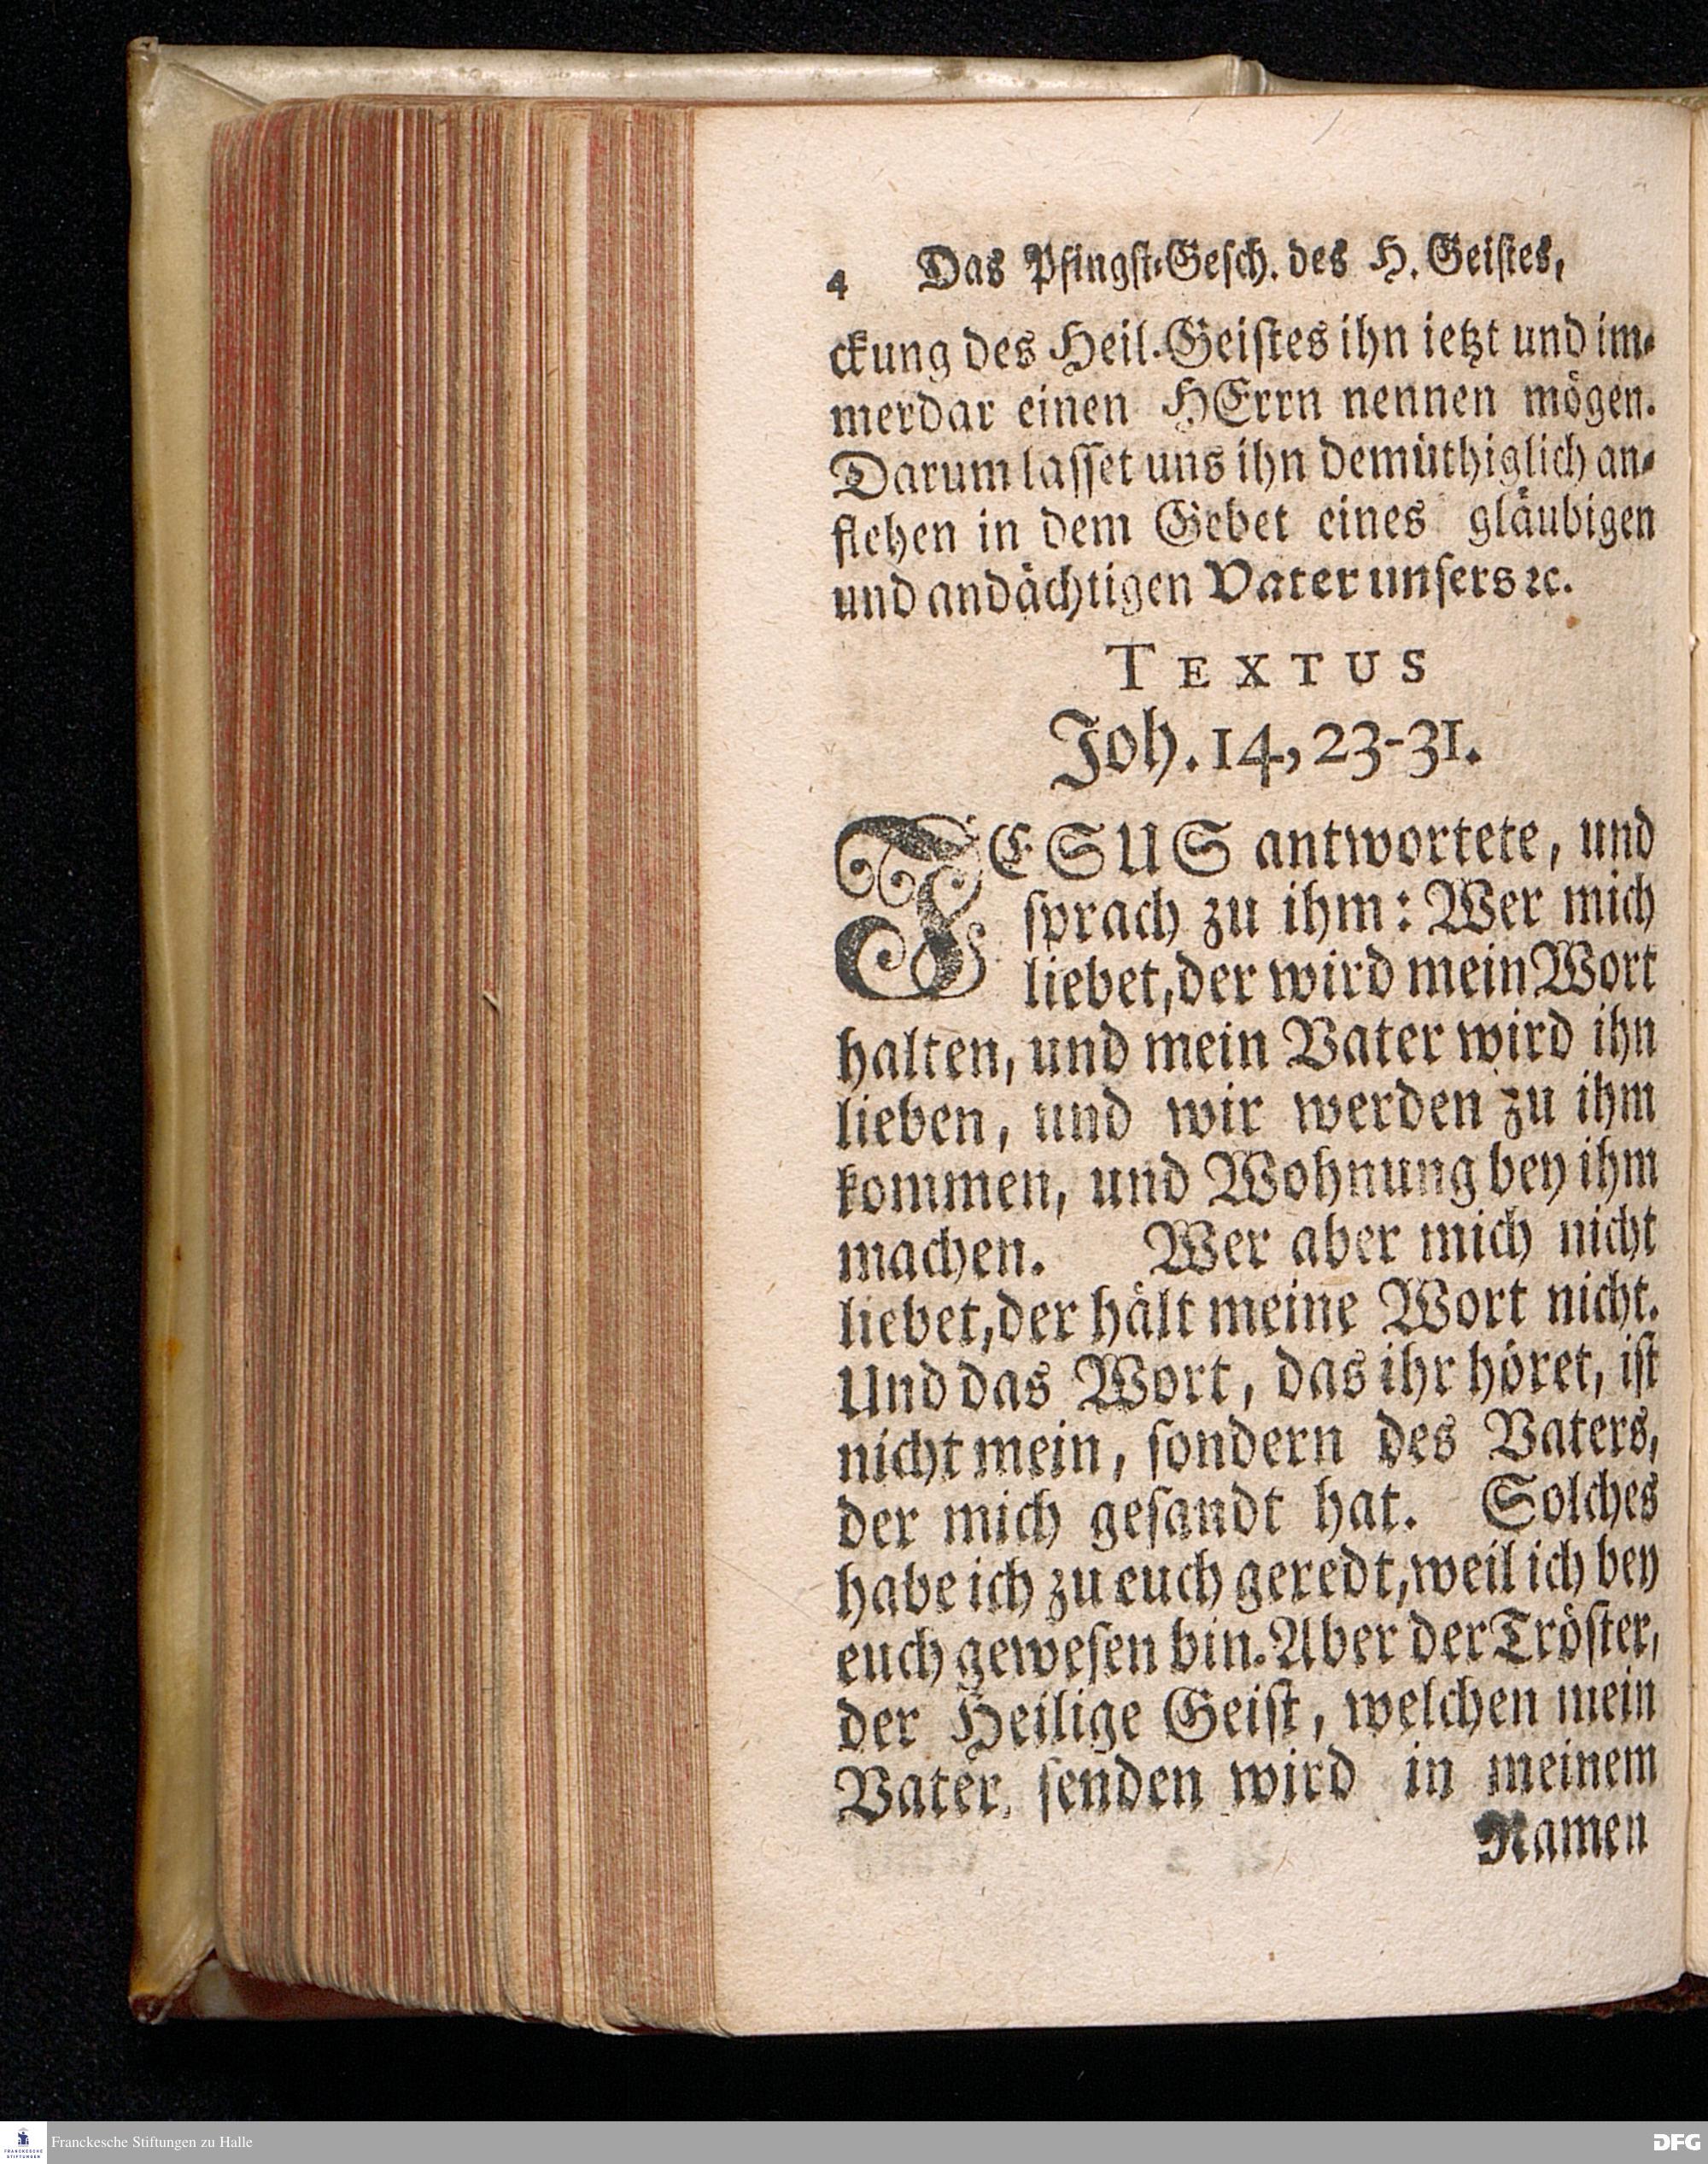 4 Das Pfingst-Gesch. des H. Geistes,
ckung des Heil. Geistes ihn ietzt und im-
merdar einen HErrn nennen mögen.
Darum lasset uns ihn demüthiglich an-
flehen in dem Gebet eines gläubigen
und andächtigen Vater unsers ꝛc.
TEXTUS
Joh. 14, 23-31.
JESUS antwortete, und
sprach zu ihm: Wer mich
liebet, der wird mein Wort
halten, und mein Vater wird ihn
lieben, und wir werden zu ihm
kommen, und Wohnung bey ihm
machen. Wer aber mich nicht
liebet, der hält meine Wort nicht.
Und das Wort, das ihr höret, ist
nicht mein, sondern des Vaters,
der mich gesandt hat. Solches
habe ich zu euch geredt, weil ich bey
euch gewesen bin. Aber der Tröster,
der Heilige Geist, welchen mein
Vater, senden wird in meinem
Namen
FRANCKESCHE
STIFTUNGEN
Franckesche Stiftungen zu Halle
DFG